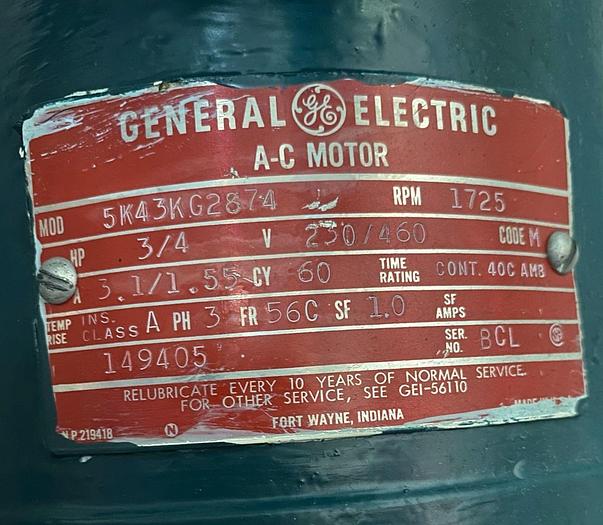 GENERAL GE ELECTRIC
A-C MOTOR
MOD 5K43KG2874 RPM 1725
HP 3/4 V 230/460 CODE M
A 3.1/1.55 CY 60 TIME RATING CONT. 40C AMB
TEMP RISE INS. CLASS A PH 3 FR 56C SF 1.0 SF AMPS
149405 SER. NO. BCL
RELUBRICATE EVERY 10 YEARS OF NORMAL SERVICE.
FOR OTHER SERVICE, SEE GEI-56110
N.P.219418 N FORT WAYNE, INDIANA MADE IN